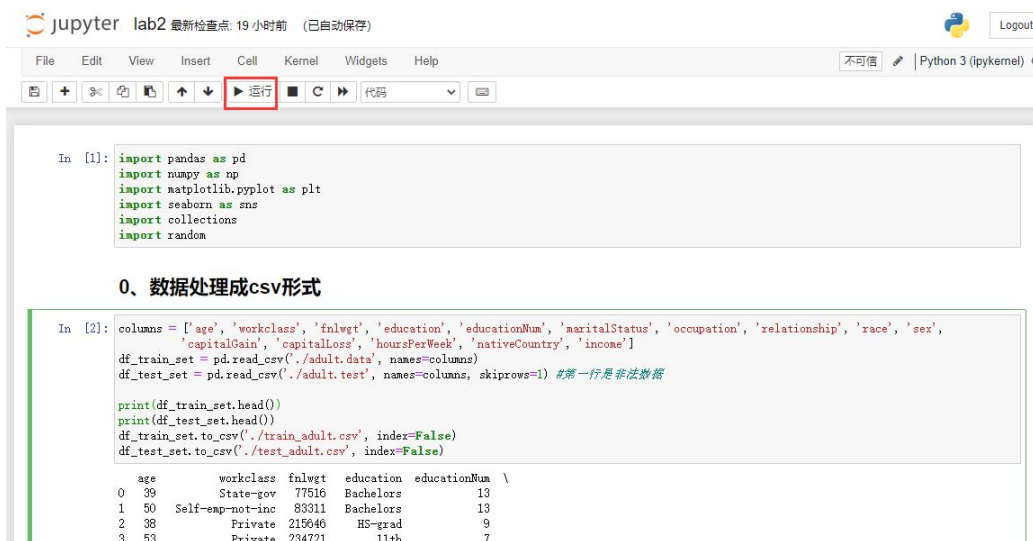 jupyter lab2 最新检查点: 19 小时前 (已自动保存) Logout
File Edit View Insert Cell Kernel Widgets Help 不可信 Python 3 (ipykernel)
运行 代码
In [1]: import pandas as pd
import numpy as np
import matplotlib.pyplot as plt
import seaborn as sns
import collections
import random
0、数据处理成csv形式
In [2]: columns = ['age', 'workclass', 'fnlwgt', 'education', 'educationNum', 'maritalStatus', 'occupation', 'relationship', 'race', 'sex',
'capitalGain', 'capitalLoss', 'hoursPerWeek', 'nativeCountry', 'income']
df_train_set = pd.read_csv('./adult.data', names=columns)
df_test_set = pd.read_csv('./adult.test', names=columns, skiprows=1) #第一行是非法数据
print(df_train_set.head())
print(df_test_set.head())
df_train_set.to_csv('./train_adult.csv', index=False)
df_test_set.to_csv('./test_adult.csv', index=False)
age workclass fnlwgt education educationNum \
0 39 State-gov 77516 Bachelors 13
1 50 Self-emp-not-inc 83311 Bachelors 13
2 38 Private 215646 HS-grad 9
3 53 Private 234721 11th 7